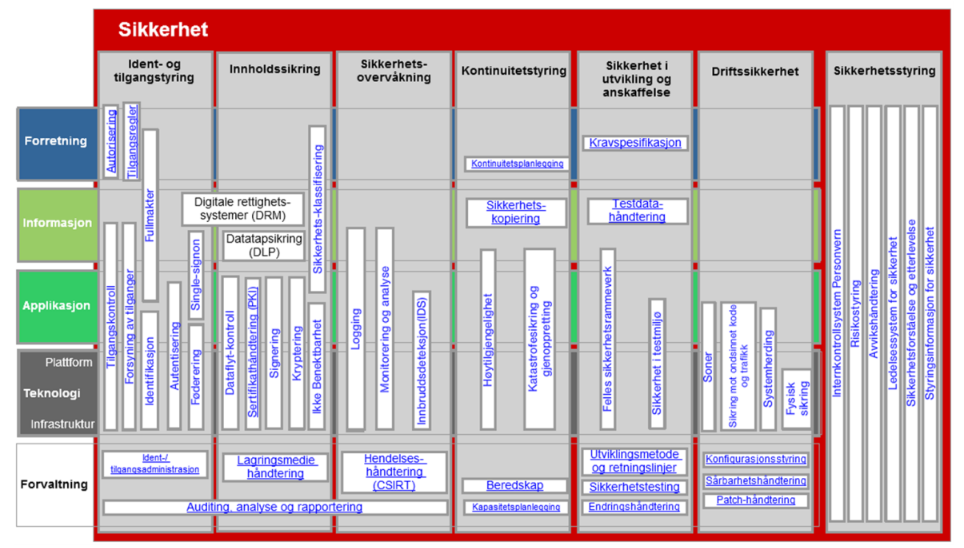 Sikkerhet
Ident- og
tilgangstyring
Innholdssikring
Sikkerhets-
overvåkning
Kontinuitetstyring
Sikkerhet i
utvikling og
anskaffelse
Driftssikkerhet
Sikkerhetsstyring
Forretning
Autorisering
Tilgangsregler
Fullmakter
Sikkerhets-klassifisering
Kontinuitetsplanlegging
Kravspesifikasjon
Informasjon
Digitale rettighets-
systemer (DRM)
Datatapsikring
(DLP)
Sikkerhets-
kopiering
Testdata-
håndtering
Applikasjon
Tilgangskontroll
Forsyning av tilganger
Identifikasjon
Autentisering
Single-signon
Føderering
Dataflyt-kontroll
Sertifikathåndtering (PKI)
Signering
Kryptering
Ikke Benektbarhet
Logging
Monitorering og analyse
Innbruddsdeteksjon(IDS)
Høytilgjengelighet
Katastrofesikring og
gjenoppretting
Felles sikkerhetsrammeverk
Sikkerhet i testmiljø
Soner
Sikring mot ondsinnet kode
og trafikk
Systemherding
Fysisk
sikring
Internkontrollsystem Personvern
Risikostyring
Avvikshåndtering
Ledelsessystem for sikkerhet
Sikkerhetsforståelse og etterlevelse
Styringsinformasjon for sikkerhet
Plattform
Teknologi
Infrastruktur
Forvaltning
Ident-/
tilgangsadministrasjon
Lagringsmedie
håndtering
Hendelses-
håndtering
(CSIRT)
Beredskap
Utviklingsmetode
og retningslinjer
Sikkerhetstesting
Konfigurasjonsstyring
Sårbarhetshåndtering
Patch-håndtering
Auditing, analyse og rapportering
Kapasitetsplanlegging
Endringshåndtering